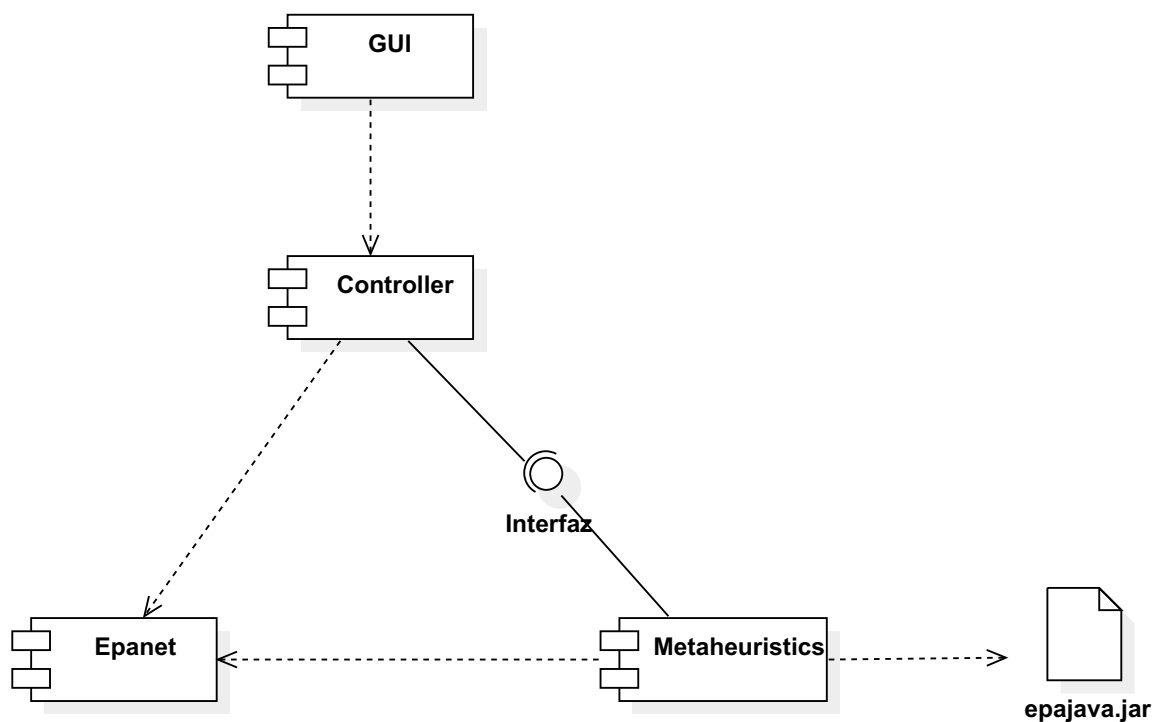 GUI
Controller
Interfaz
Epanet
Metaheuristics
epajava.jar